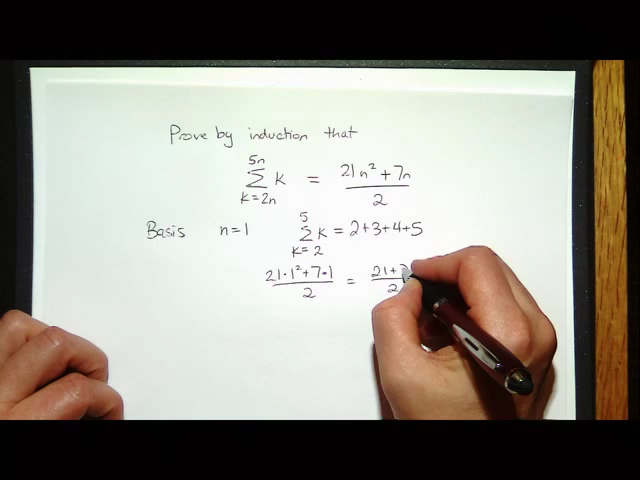 Prove by induction that
5n
∑ k = 21n² + 7n / 2
k=2n
Basis n=1 5 ∑ k=2 k = 2+3+4+5
21·1² + 7·1 / 2 = 21+7 / 2